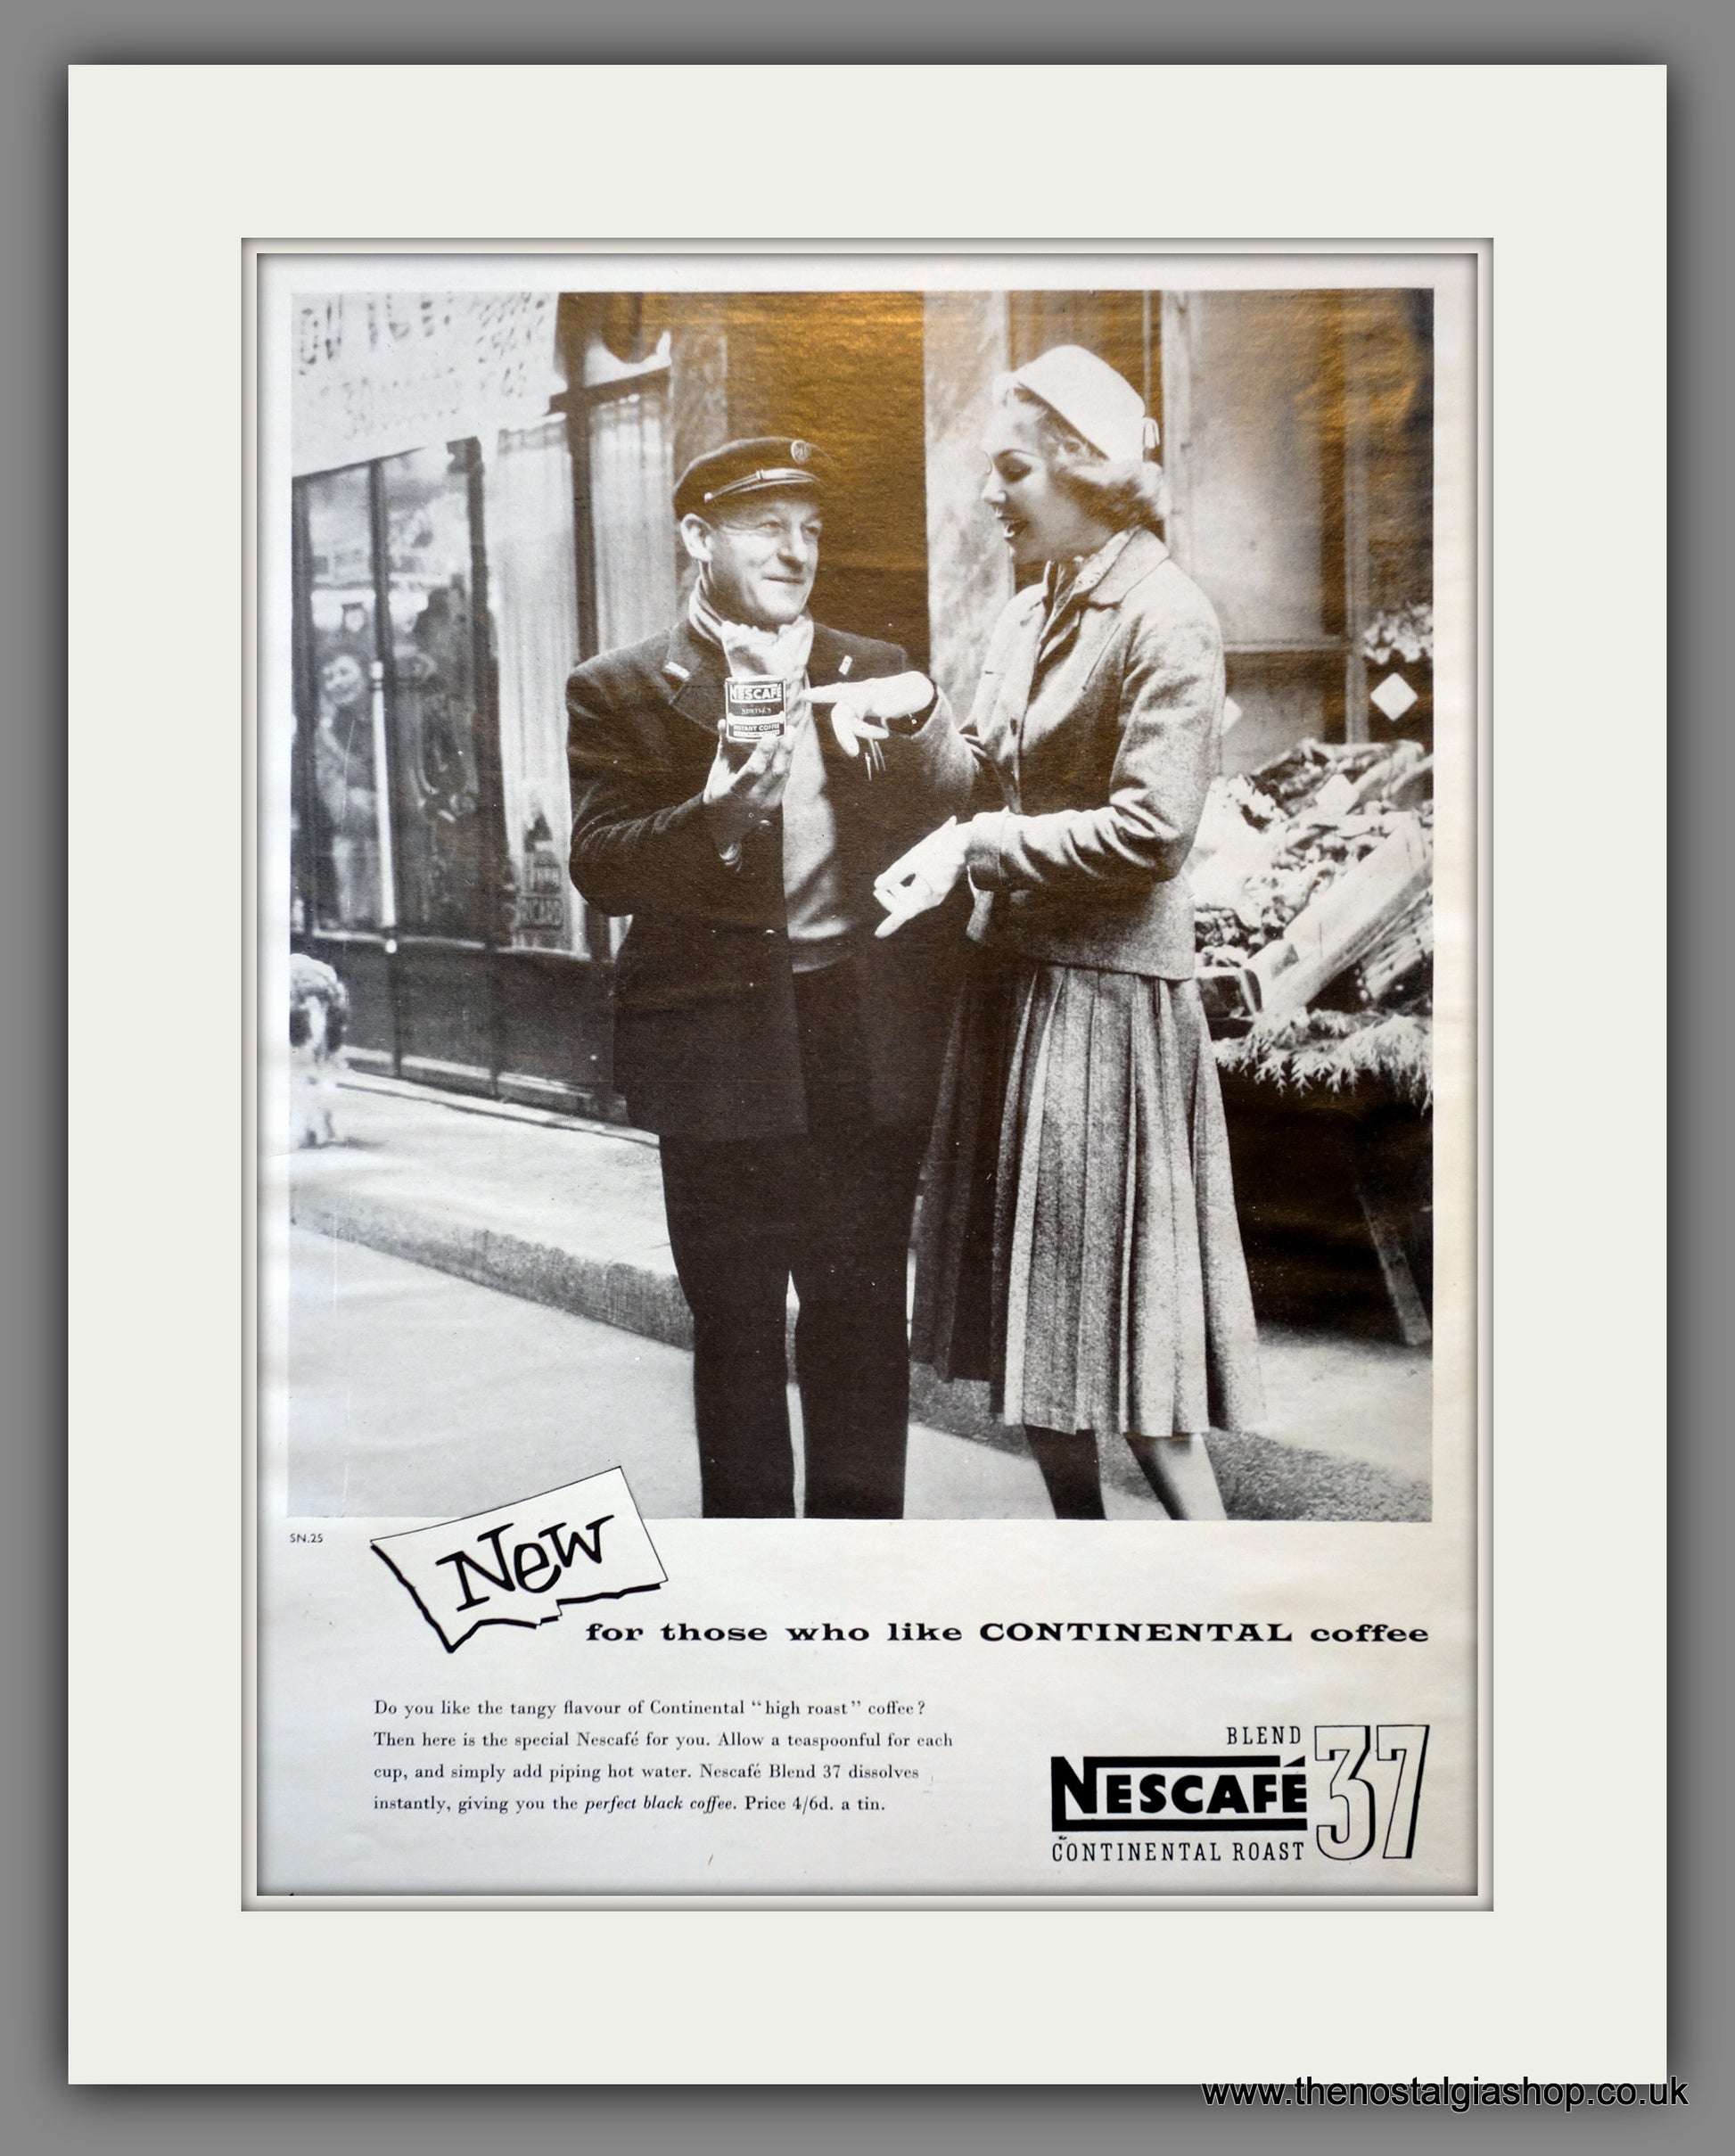 NESCAFÉ
INSTANT COFFEE
SN.25
New
for those who like CONTINENTAL coffee
Do you like the tangy flavour of Continental “high roast” coffee?
Then here is the special Nescafé for you. Allow a teaspoonful for each
cup, and simply add piping hot water. Nescafé Blend 37 dissolves
instantly, giving you the perfect black coffee. Price 4/6d. a tin.
BLEND 37
NESCAFÉ
CONTINENTAL ROAST
www.thenostalgiashop.co.uk